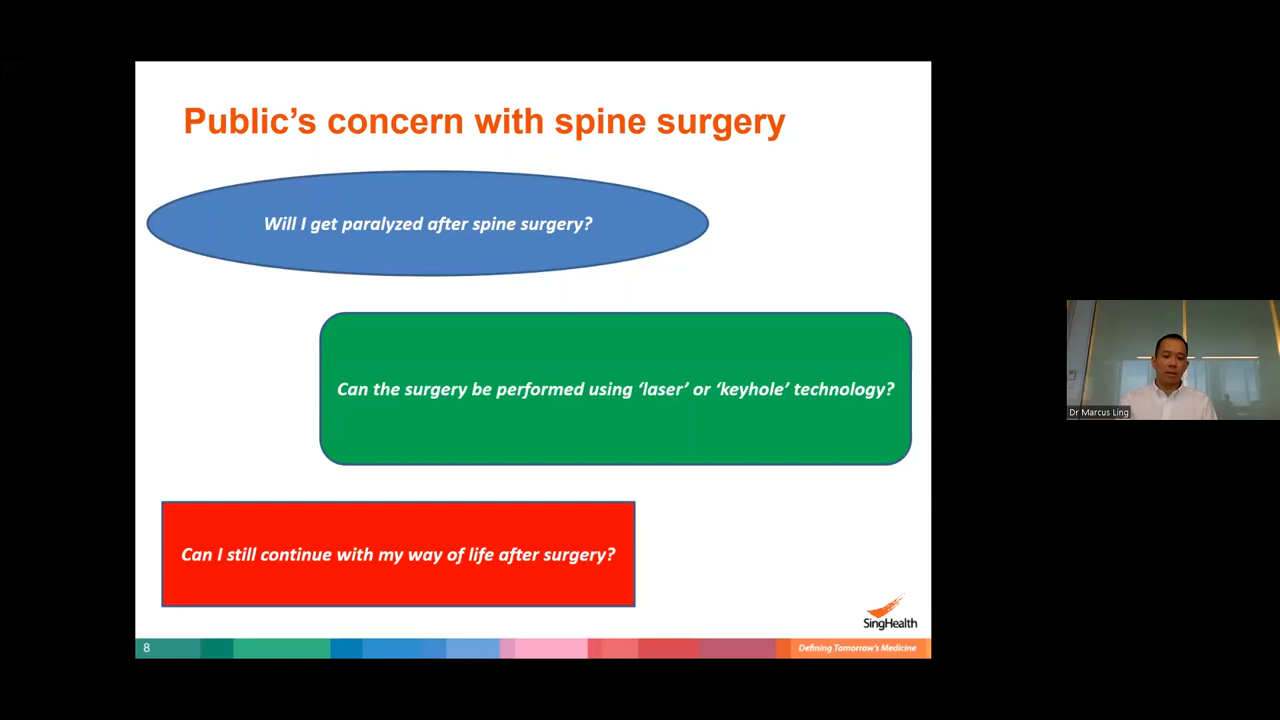 Public's concern with spine surgery
Will I get paralyzed after spine surgery?
Can the surgery be performed using ‘laser’ or ‘keyhole’ technology?
Can I still continue with my way of life after surgery?
SingHealth
8
Defining Tomorrow's Medicine
Dr Marcus Ling